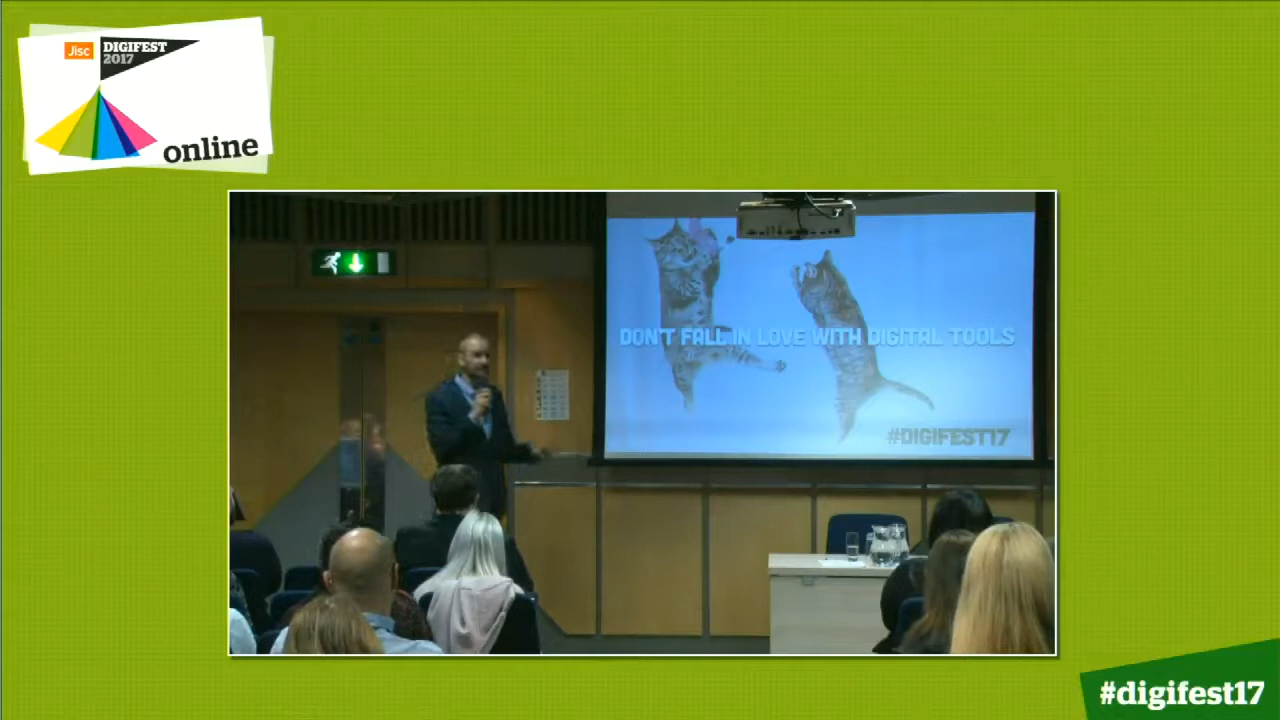 Jisc
DIGIFEST
2017
online
DON'T FALL IN LOVE WITH DIGITAL TOOLS
#DIGIFEST17
#digifest17